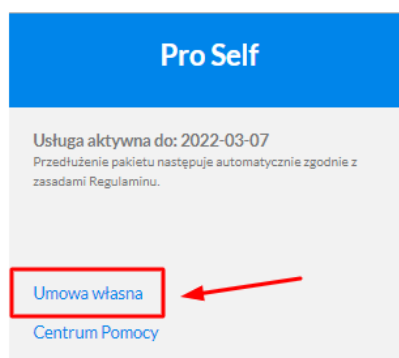 Pro Self
Usługa aktywna do: 2022-03-07
Przedłużenie pakietu następuje automatycznie zgodnie z
zasadami Regulaminu.
Umowa własna
Centrum Pomocy